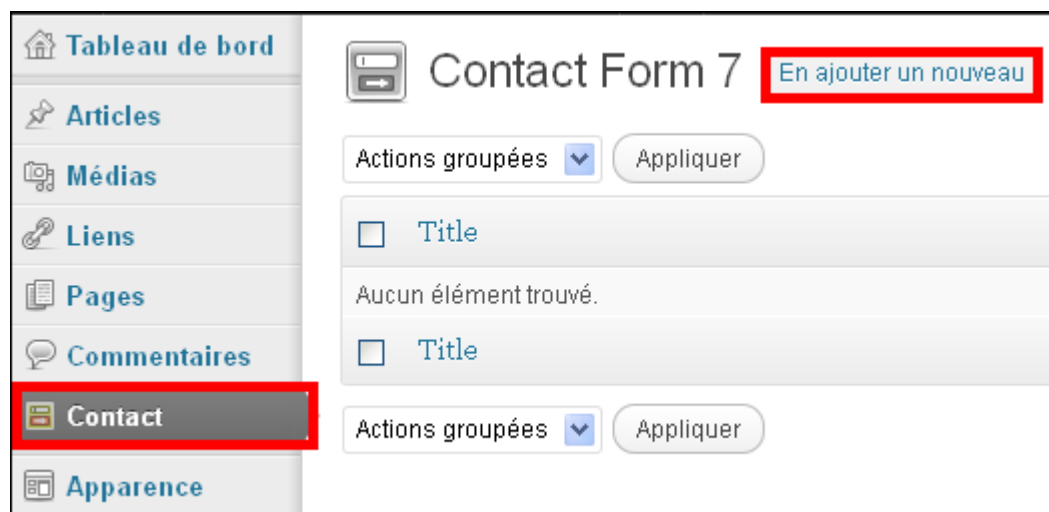 Tableau de bord
Articles
Médias
Liens
Pages
Commentaires
Contact
Apparence
Contact Form 7 En ajouter un nouveau
Actions groupées Appliquer
Title
Aucun élément trouvé.
Title
Actions groupées Appliquer